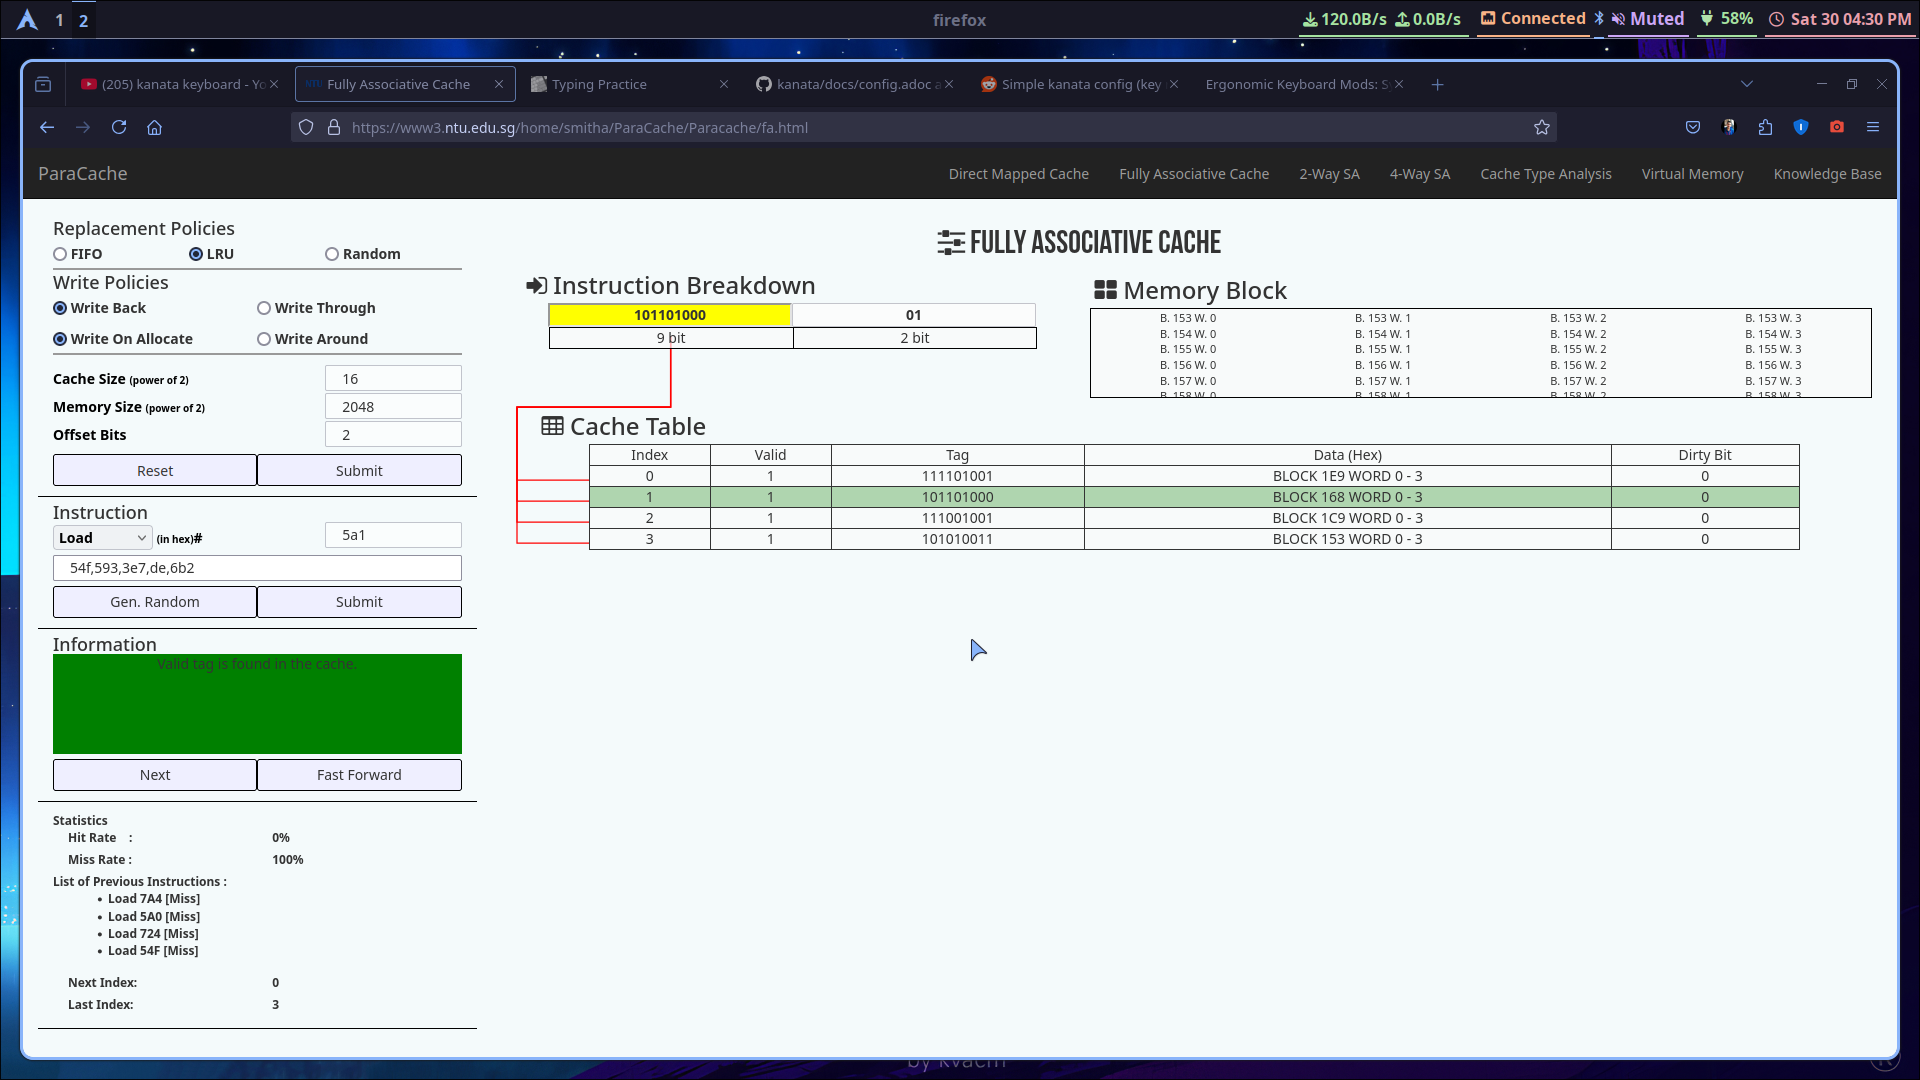 1 2 firefox 120.0B/s 0.0B/s Connected Muted 58% Sat 30 04:30 PM
(205) kanata keyboard - Yo Fully Associative Cache Typing Practice kanata/docs/config.adoc a Simple kanata config (key Ergonomic Keyboard Mods: S
https://www3.ntu.edu.sg/home/smitha/ParaCache/Paracache/fa.html
ParaCache Direct Mapped Cache Fully Associative Cache 2-Way SA 4-Way SA Cache Type Analysis Virtual Memory Knowledge Base
Replacement Policies
FIFO LRU Random
Write Policies
Write Back Write Through
Write On Allocate Write Around
Cache Size (power of 2) 16
Memory Size (power of 2) 2048
Offset Bits 2
Reset Submit
Instruction
Load (in hex)# 5a1
54f,593,3e7,de,6b2
Gen. Random Submit
Information
Valid tag is found in the cache.
Next Fast Forward
Statistics
Hit Rate : 0%
Miss Rate : 100%
List of Previous Instructions :
• Load 7A4 [Miss]
• Load 5A0 [Miss]
• Load 724 [Miss]
• Load 54F [Miss]
Next Index: 0
Last Index: 3
FULLY ASSOCIATIVE CACHE
Instruction Breakdown
101101000 01
9 bit 2 bit
Memory Block
B. 153 W. 0 B. 153 W. 1 B. 153 W. 2 B. 153 W. 3
B. 154 W. 0 B. 154 W. 1 B. 154 W. 2 B. 154 W. 3
B. 155 W. 0 B. 155 W. 1 B. 155 W. 2 B. 155 W. 3
B. 156 W. 0 B. 156 W. 1 B. 156 W. 2 B. 156 W. 3
B. 157 W. 0 B. 157 W. 1 B. 157 W. 2 B. 157 W. 3
B. 158 W. 0 B. 158 W. 1 B. 158 W. 2 B. 158 W. 3
Cache Table
Index Valid Tag Data (Hex) Dirty Bit
0 1 111101001 BLOCK 1E9 WORD 0 - 3 0
1 1 101101000 BLOCK 168 WORD 0 - 3 0
2 1 111001001 BLOCK 1C9 WORD 0 - 3 0
3 1 101010011 BLOCK 153 WORD 0 - 3 0